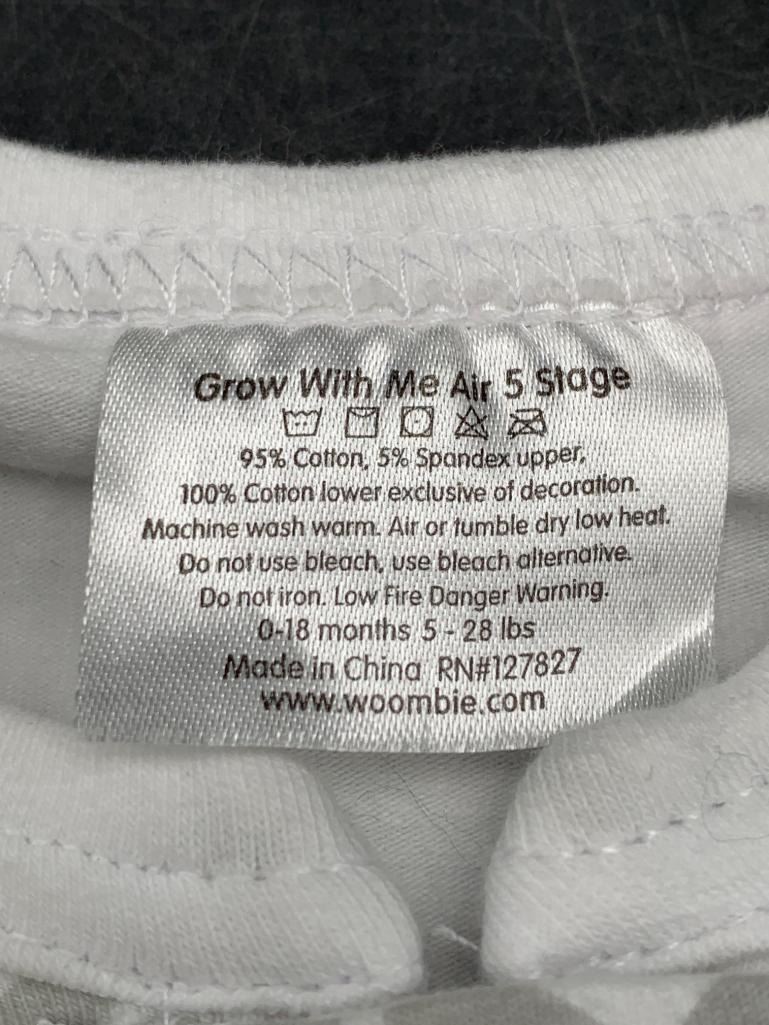 Grow With Me Air 5 Stage
95% Cotton, 5% Spandex upper,
100% Cotton lower exclusive of decoration.
Machine wash warm. Air or tumble dry low heat.
Do not use bleach, use bleach alternative.
Do not iron. Low Fire Danger Warning.
0-18 months 5 - 28 lbs
Made in China RN#127827
www.woombie.com